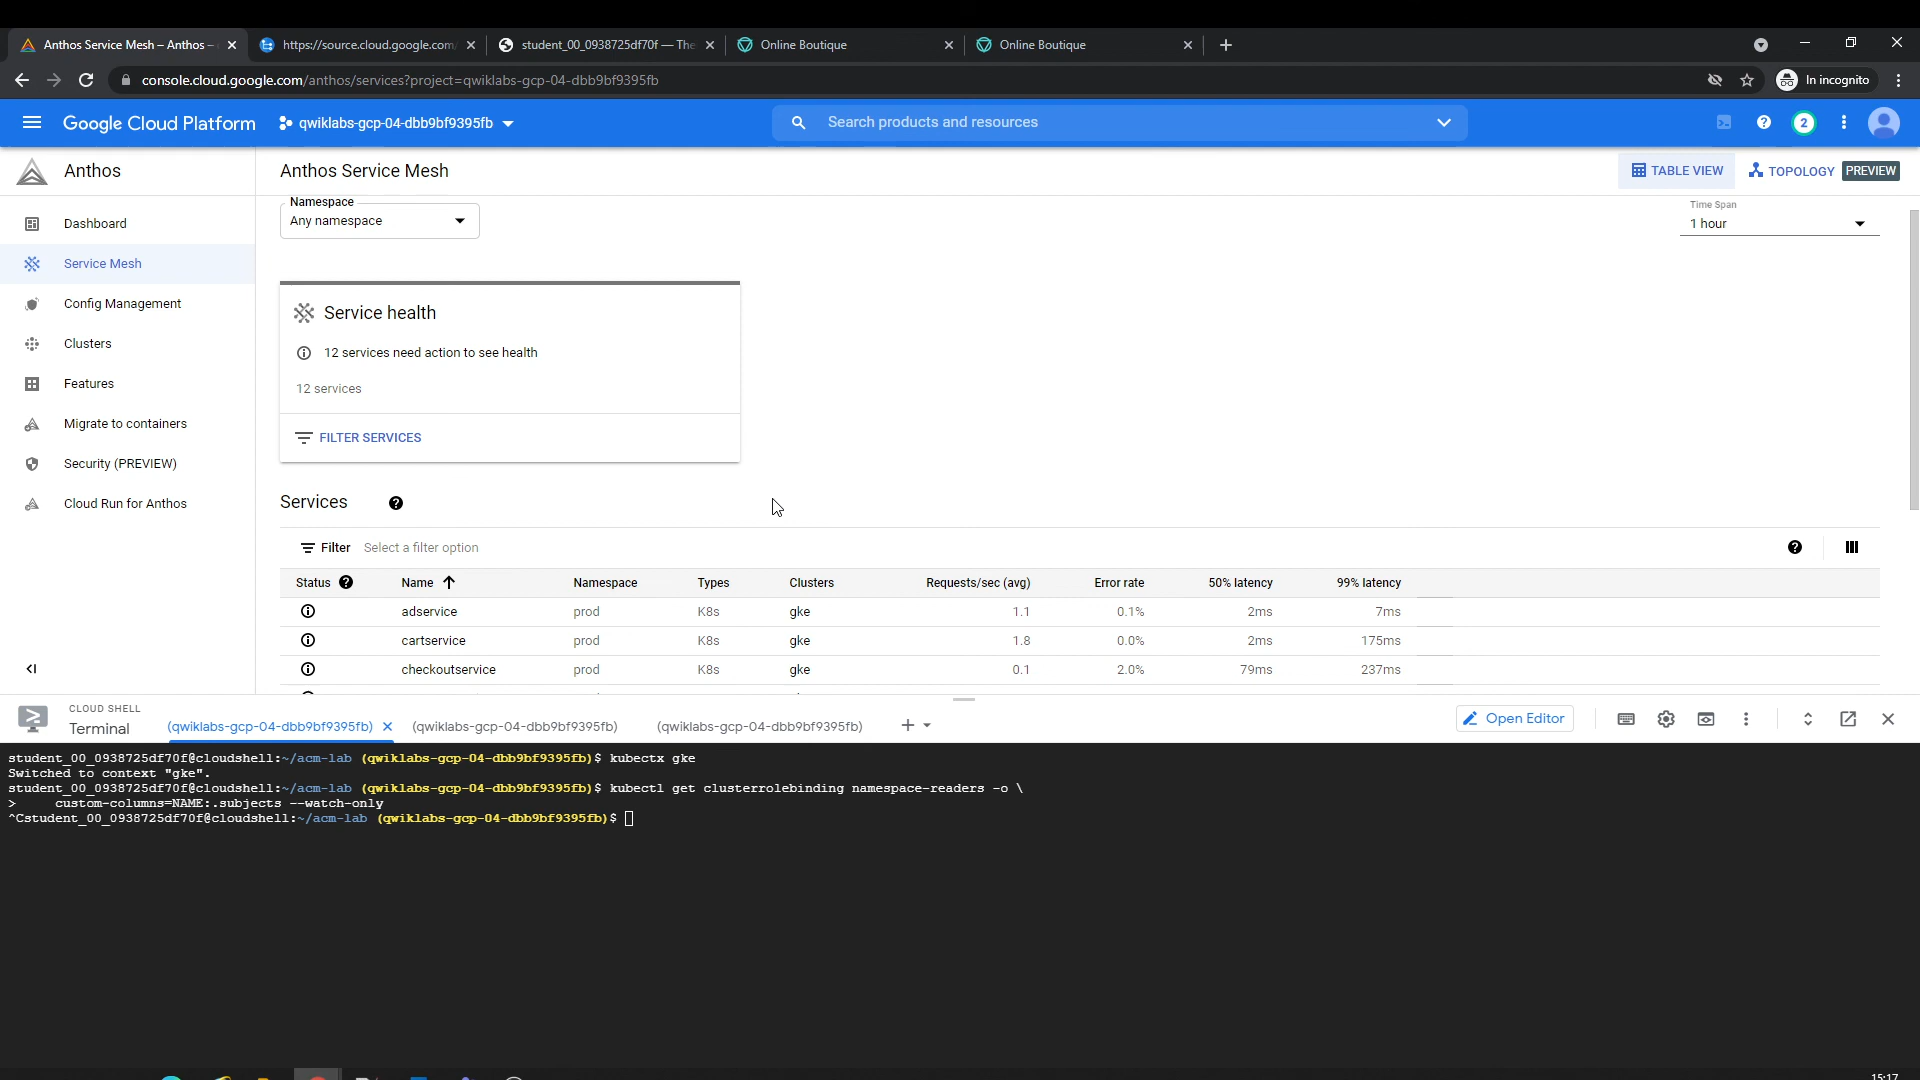 Anthos Service Mesh – Anthos –
https://source.cloud.google.com/
student_00_0938725df70f — The
Online Boutique
Online Boutique
console.cloud.google.com/anthos/services?project=qwiklabs-gcp-04-dbb9bf9395fb
In incognito
Google Cloud Platform
qwiklabs-gcp-04-dbb9bf9395fb
Search products and resources
2
Anthos
Anthos Service Mesh
TABLE VIEW
TOPOLOGY
PREVIEW
Dashboard
Service Mesh
Config Management
Clusters
Features
Migrate to containers
Security (PREVIEW)
Cloud Run for Anthos
Namespace
Any namespace
Time Span
1 hour
Service health
12 services need action to see health
12 services
FILTER SERVICES
Services
Filter Select a filter option
Status Name Namespace Types Clusters Requests/sec (avg) Error rate 50% latency 99% latency
adservice prod K8s gke 1.1 0.1% 2ms 7ms
cartservice prod K8s gke 1.8 0.0% 2ms 175ms
checkoutservice prod K8s gke 0.1 2.0% 79ms 237ms
CLOUD SHELL
Terminal
(qwiklabs-gcp-04-dbb9bf9395fb)
(qwiklabs-gcp-04-dbb9bf9395fb)
(qwiklabs-gcp-04-dbb9bf9395fb)
Open Editor
student_00_0938725df70f@cloudshell:~/acm-lab (qwiklabs-gcp-04-dbb9bf9395fb)$ kubectx gke
Switched to context "gke".
student_00_0938725df70f@cloudshell:~/acm-lab (qwiklabs-gcp-04-dbb9bf9395fb)$ kubectl get clusterrolebinding namespace-readers -o \
> custom-columns=NAME:.subjects --watch-only
^Cstudent_00_0938725df70f@cloudshell:~/acm-lab (qwiklabs-gcp-04-dbb9bf9395fb)$
15:17